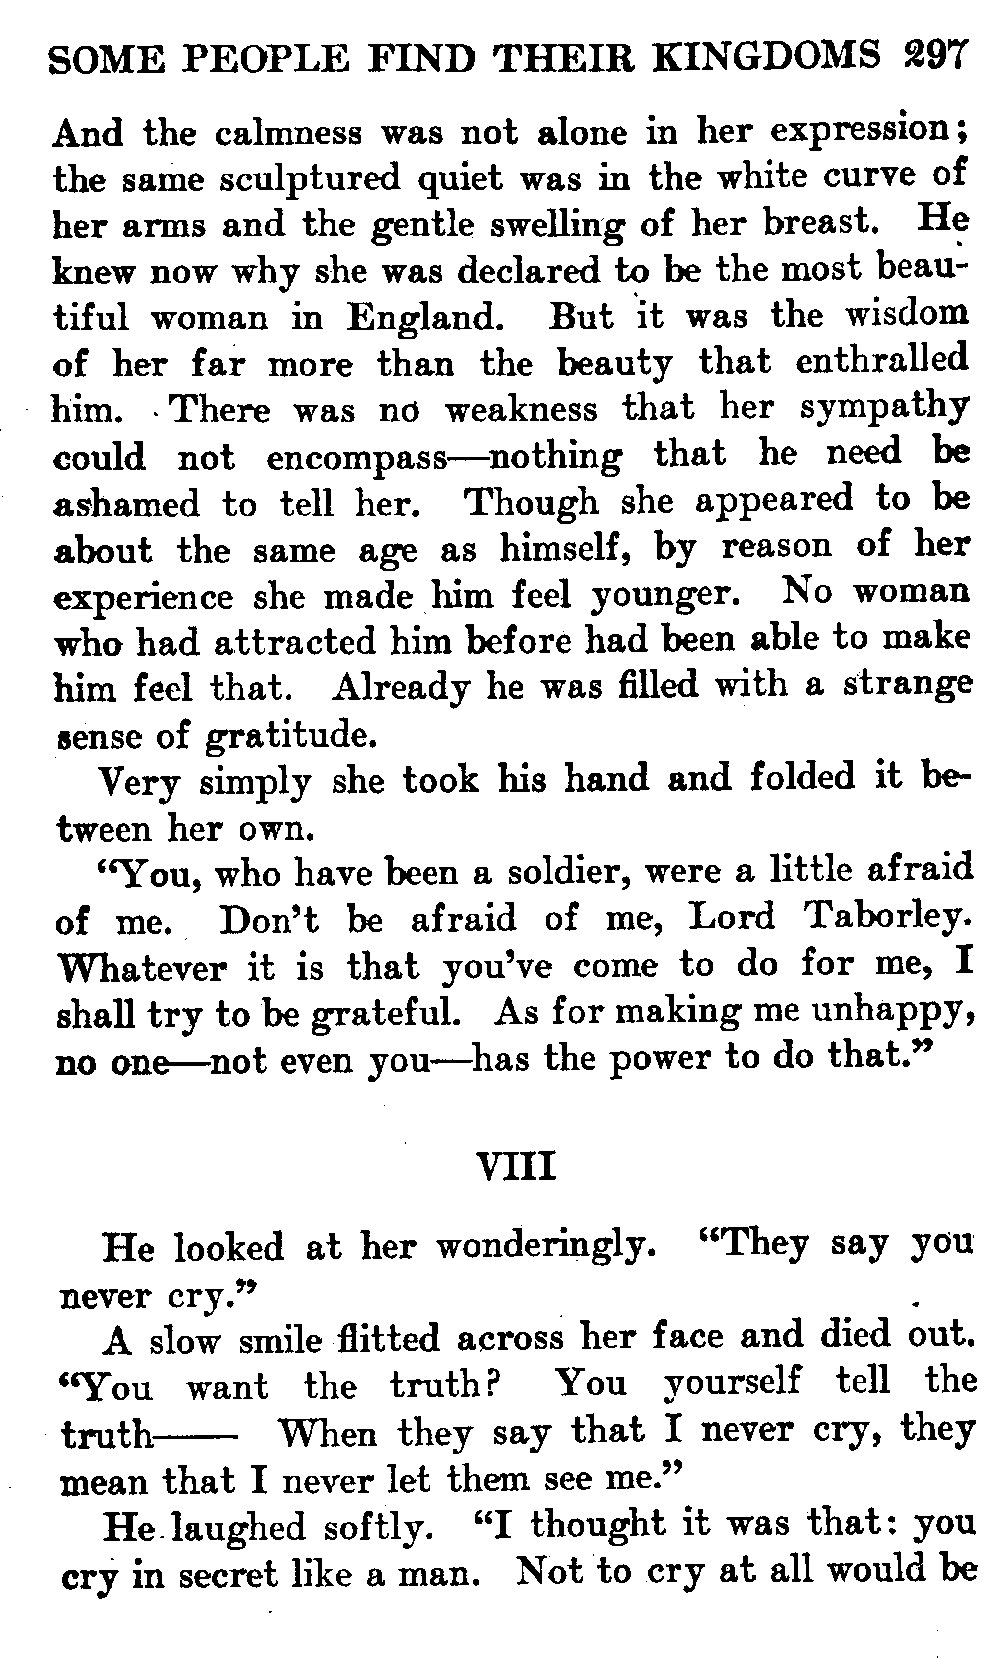 SOME PEOPLE FIND THEIR KINGDOMS 297
And the calmness was not alone in her expression;
the same sculptured quiet was in the white curve of
her arms and the gentle swelling of her breast. He
knew now why she was declared to be the most beau-
tiful woman in England. But it was the wisdom
of her far more than the beauty that enthralled
him. There was no weakness that her sympathy
could not encompass—nothing that he need be
ashamed to tell her. Though she appeared to be
about the same age as himself, by reason of her
experience she made him feel younger. No woman
who had attracted him before had been able to make
him feel that. Already he was filled with a strange
sense of gratitude.
Very simply she took his hand and folded it be-
tween her own.
“You, who have been a soldier, were a little afraid
of me. Don’t be afraid of me, Lord Taborley.
Whatever it is that you’ve come to do for me, I
shall try to be grateful. As for making me unhappy,
no one—not even you—has the power to do that.”
VIII
He looked at her wonderingly. “They say you
never cry.”
A slow smile flitted across her face and died out.
“You want the truth? You yourself tell the
truth—— When they say that I never cry, they
mean that I never let them see me.”
He laughed softly. “I thought it was that: you
cry in secret like a man. Not to cry at all would be